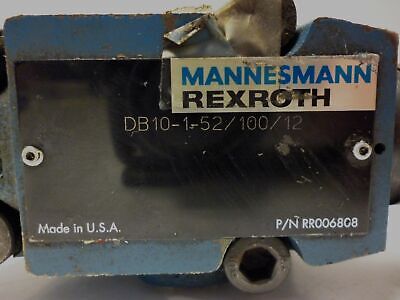 MANNESMANN
REXROTH
DB10-1-52/100/12
Made in U.S.A.
P/N RR006808